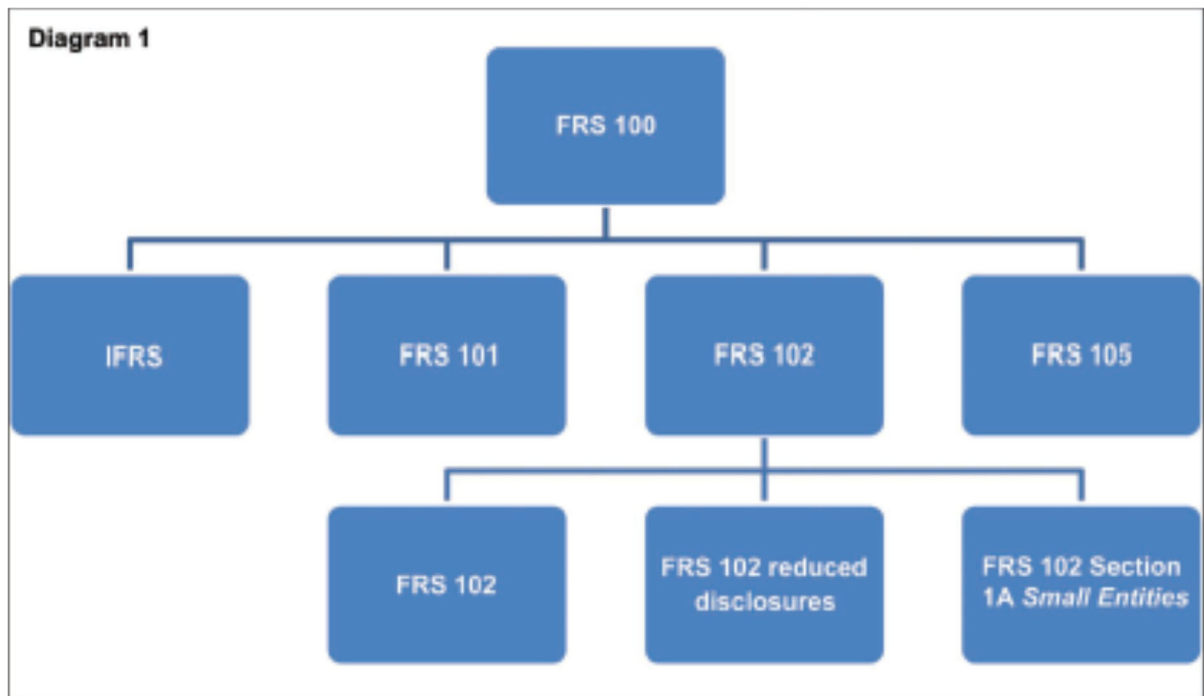 Diagram 1
FRS 100
IFRS
FRS 101
FRS 102
FRS 105
FRS 102
FRS 102 reduced
disclosures
FRS 102 Section
1A Small Entities